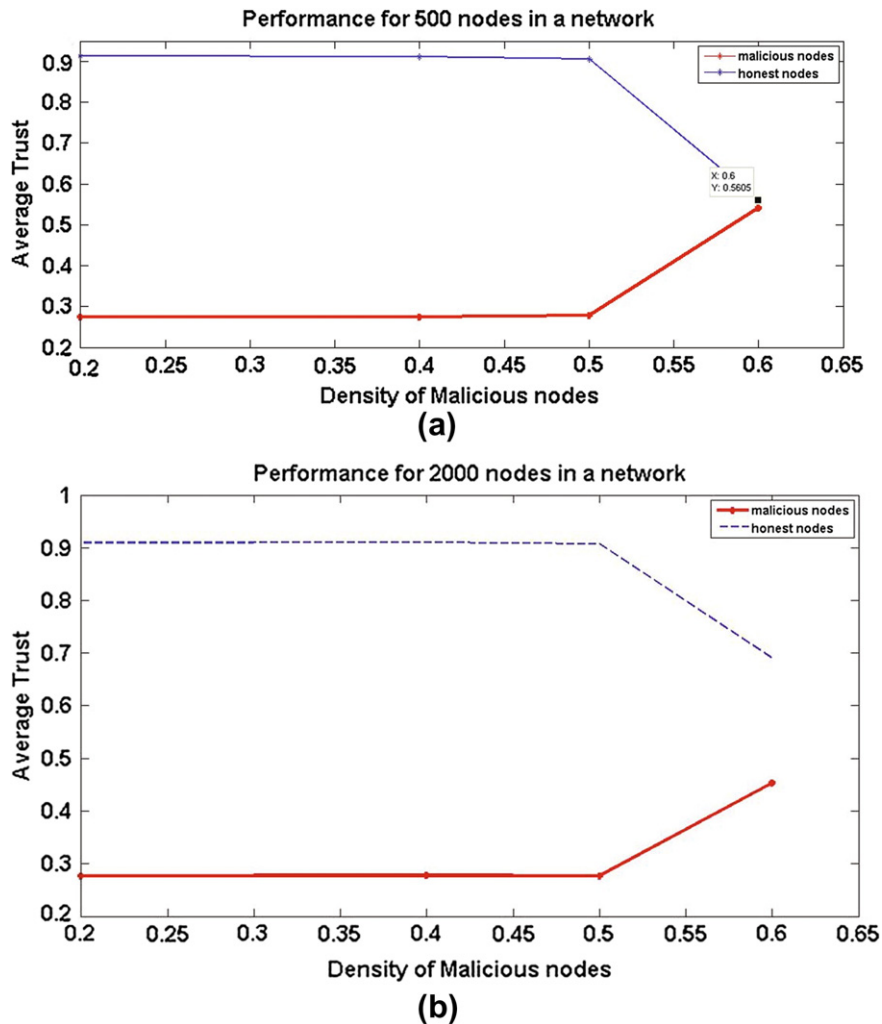 Performance for 500 nodes in a network
malicious nodes
honest nodes
0.9
0.8
0.7
0.6
0.5
0.4
0.3
0.2
Average Trust
X: 0.6
Y: 0.5605
0.2 0.25 0.3 0.35 0.4 0.45 0.5 0.55 0.6 0.65
Density of Malicious nodes
(a)
Performance for 2000 nodes in a network
malicious nodes
honest nodes
1
0.9
0.8
0.7
0.6
0.5
0.4
0.3
0.2
Average Trust
0.2 0.25 0.3 0.35 0.4 0.45 0.5 0.55 0.6 0.65
Density of Malicious nodes
(b)